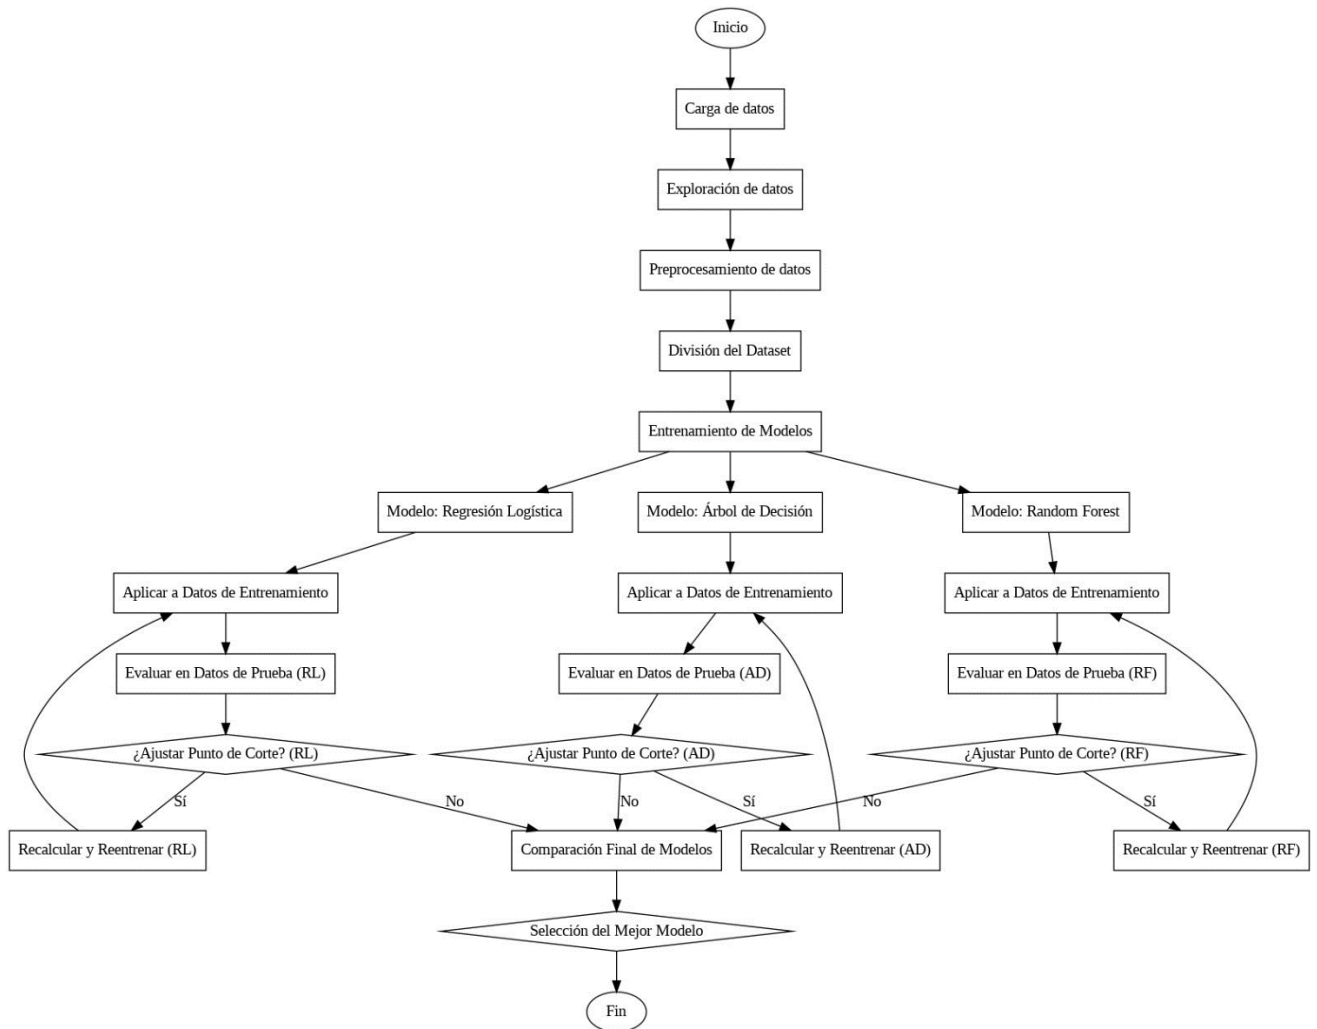 Inicio
Carga de datos
Exploración de datos
Preprocesamiento de datos
División del Dataset
Entrenamiento de Modelos
Modelo: Regresión Logística
Modelo: Árbol de Decisión
Modelo: Random Forest
Aplicar a Datos de Entrenamiento
Aplicar a Datos de Entrenamiento
Aplicar a Datos de Entrenamiento
Evaluar en Datos de Prueba (RL)
Evaluar en Datos de Prueba (AD)
Evaluar en Datos de Prueba (RF)
¿Ajustar Punto de Corte? (RL)
¿Ajustar Punto de Corte? (AD)
¿Ajustar Punto de Corte? (RF)
Sí
No
No
Sí
No
Sí
Recalcular y Reentrenar (RL)
Comparación Final de Modelos
Recalcular y Reentrenar (AD)
Recalcular y Reentrenar (RF)
Selección del Mejor Modelo
Fin